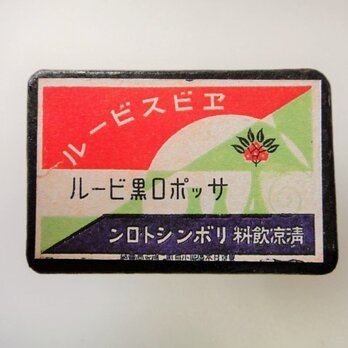 ヱビスビール
サッポロ黒ビール
清涼飲料 リボンシトロン